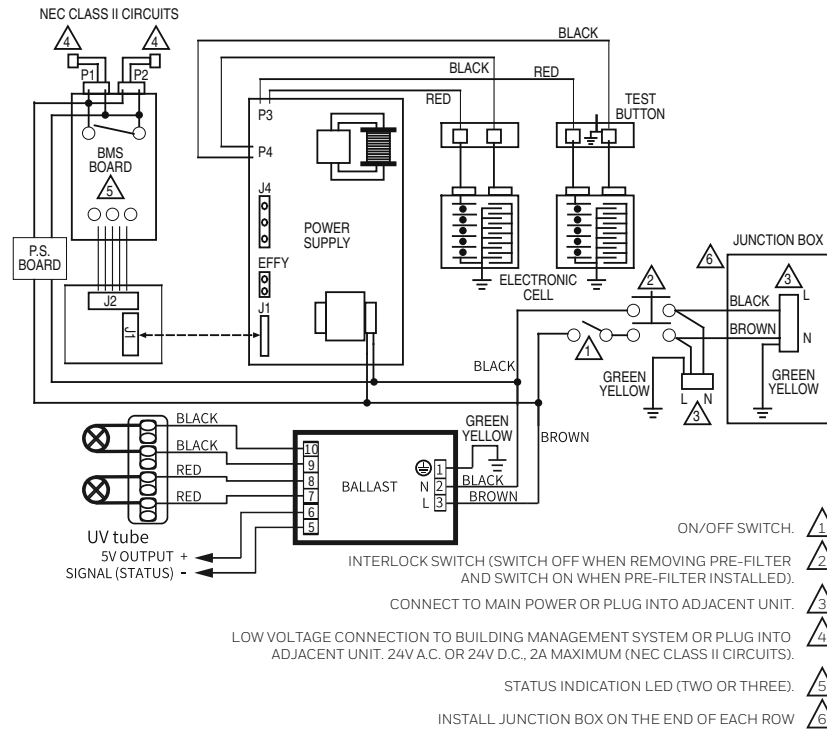 NEC CLASS II CIRCUITS
4
4
P1
P2
BMS
BOARD
5
P.S.
BOARD
J2
J1
P3
P4
J4
EFFY
J1
POWER
SUPPLY
BLACK
BLACK
RED
RED
TEST
BUTTON
ELECTRONIC
CELL
2
6
JUNCTION BOX
3
L
BLACK
BROWN
N
1
GREEN
YELLOW
L N
3
GREEN
YELLOW
BLACK
BROWN
BLACK
BLACK
RED
RED
UV tube
5V OUTPUT +
SIGNAL (STATUS) -
10
9
8
7
6
5
BALLAST
1
N 2
L 3
GREEN
YELLOW
BLACK
BROWN
ON/OFF SWITCH. 1
INTERLOCK SWITCH (SWITCH OFF WHEN REMOVING PRE-FILTER 2
AND SWITCH ON WHEN PRE-FILTER INSTALLED).
CONNECT TO MAIN POWER OR PLUG INTO ADJACENT UNIT. 3
LOW VOLTAGE CONNECTION TO BUILDING MANAGEMENT SYSTEM OR PLUG INTO 4
ADJACENT UNIT. 24V A.C. OR 24V D.C., 2A MAXIMUM (NEC CLASS II CIRCUITS).
STATUS INDICATION LED (TWO OR THREE). 5
INSTALL JUNCTION BOX ON THE END OF EACH ROW 6